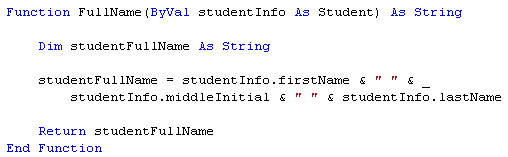 Function FullName(ByVal studentInfo As Student) As String
Dim studentFullName As String
studentFullName = studentInfo.firstName & " " & _
studentInfo.middleInitial & " " & studentInfo.lastName
Return studentFullName
End Function